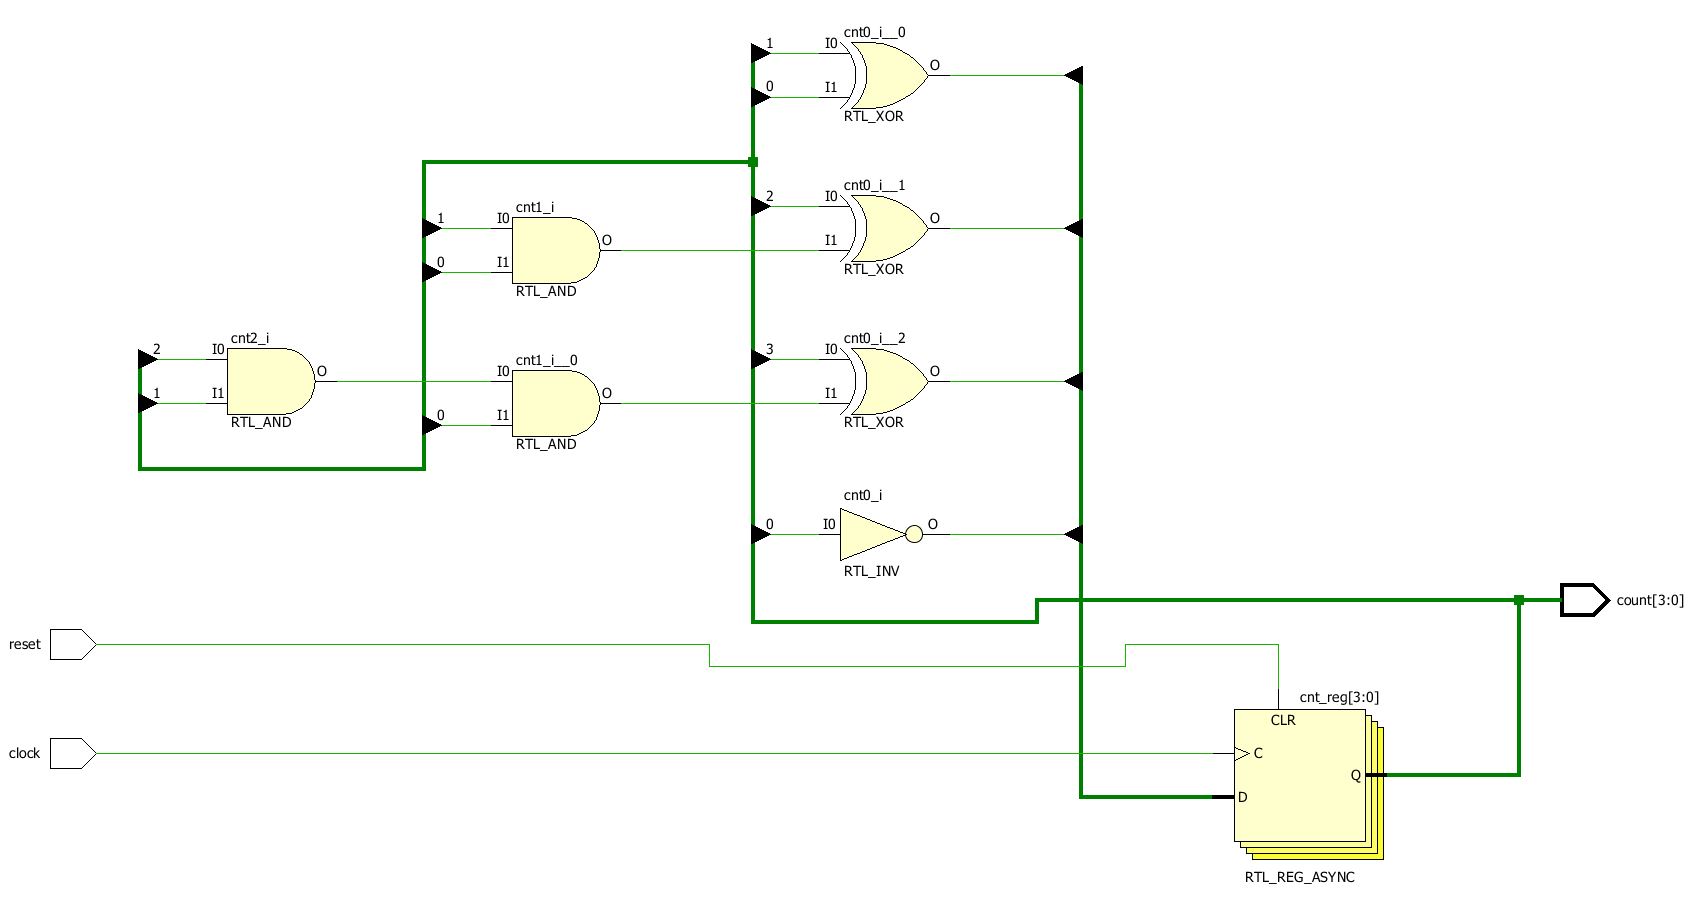 cnt0_i__0
1 I0
O
0 I1
RTL_XOR
cnt0_i__1
2 I0
O
I1
RTL_XOR
cnt1_i
1 I0
O
0 I1
RTL_AND
cnt0_i__2
3 I0
O
I1
RTL_XOR
cnt2_i
2 I0
O
1 I1
RTL_AND
cnt1_i__0
I0
O
0 I1
RTL_AND
cnt0_i
0 I0 O
RTL_INV
count[3:0]
reset
cnt_reg[3:0]
CLR
clock
C
Q
D
RTL_REG_ASYNC